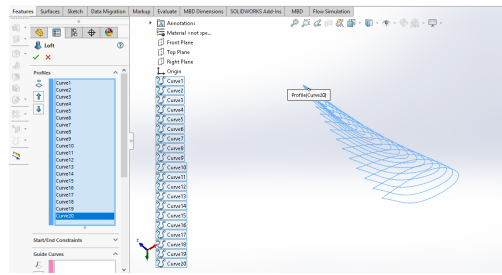 Features Surfaces Sketch Data Migration Markup Evaluate MBD Dimensions SOLIDWORKS Add-Ins MBD Flow Simulation
Loft
Profiles
Curve1
Curve2
Curve3
Curve4
Curve5
Curve6
Curve7
Curve8
Curve9
Curve10
Curve11
Curve12
Curve13
Curve14
Curve15
Curve16
Curve17
Curve18
Curve19
Curve20
Start/End Constraints
Guide Curves
Annotations
Material <not spe...
Front Plane
Top Plane
Right Plane
Origin
Curve1
Curve2
Curve3
Curve4
Curve5
Curve6
Curve7
Curve8
Curve9
Curve10
Curve11
Curve12
Curve13
Curve14
Curve15
Curve16
Curve17
Curve18
Curve19
Curve20
Profile(Curve20)